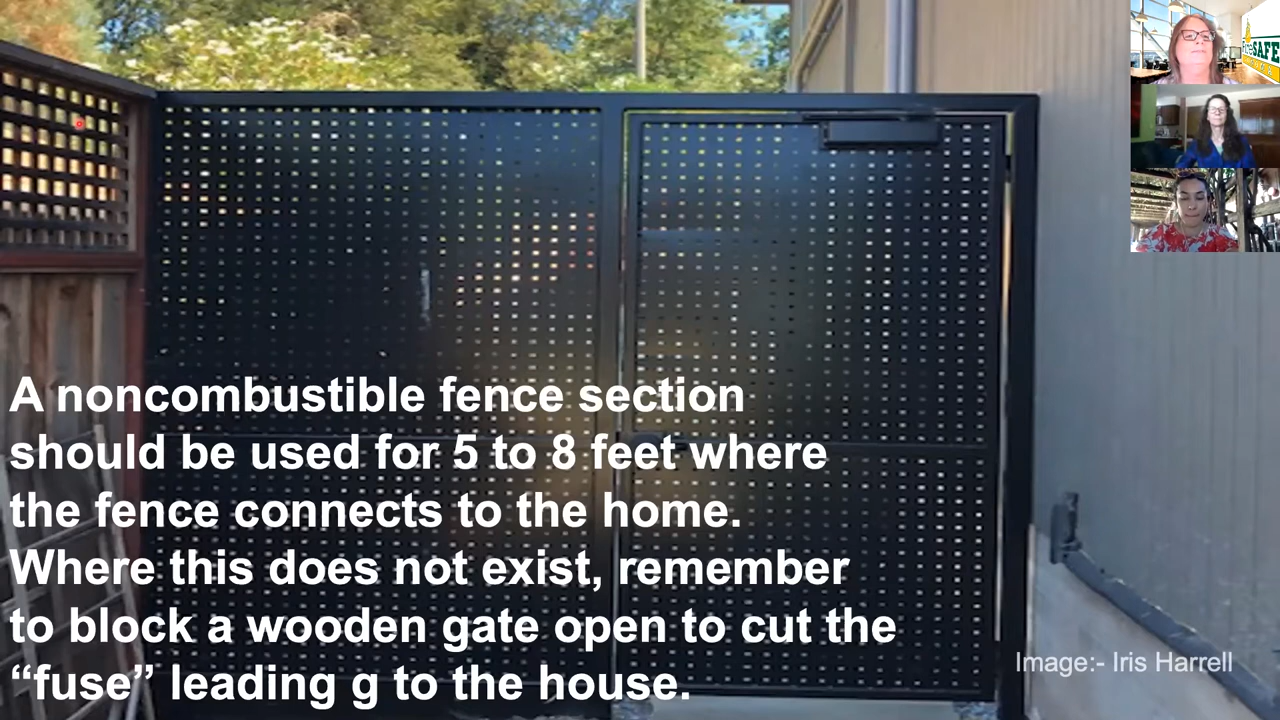 A noncombustible fence section
should be used for 5 to 8 feet where
the fence connects to the home.
Where this does not exist, remember
to block a wooden gate open to cut the
“fuse” leading g to the house.
Image:- Iris Harrell
SAFE